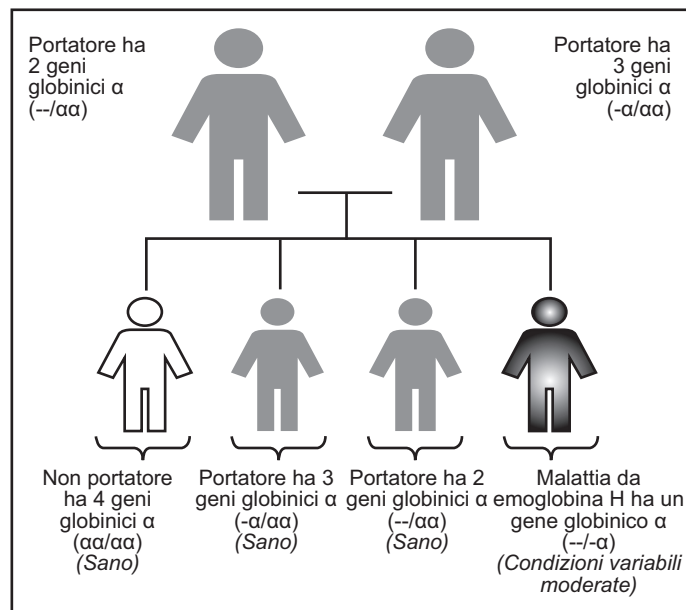 Portatore ha
2 geni
globinici α
(--/αα)
Portatore ha
3 geni
globinici α
(-α/αα)
Non portatore
ha 4 geni
globinici α
(αα/αα)
(Sano)
Portatore ha 3
geni globinici α
(-α/αα)
(Sano)
Portatore ha 2
geni globinici α
(--/αα)
(Sano)
Malattia da
emoglobina H ha un
gene globinico α
(--/-α)
(Condizioni variabili
moderate)